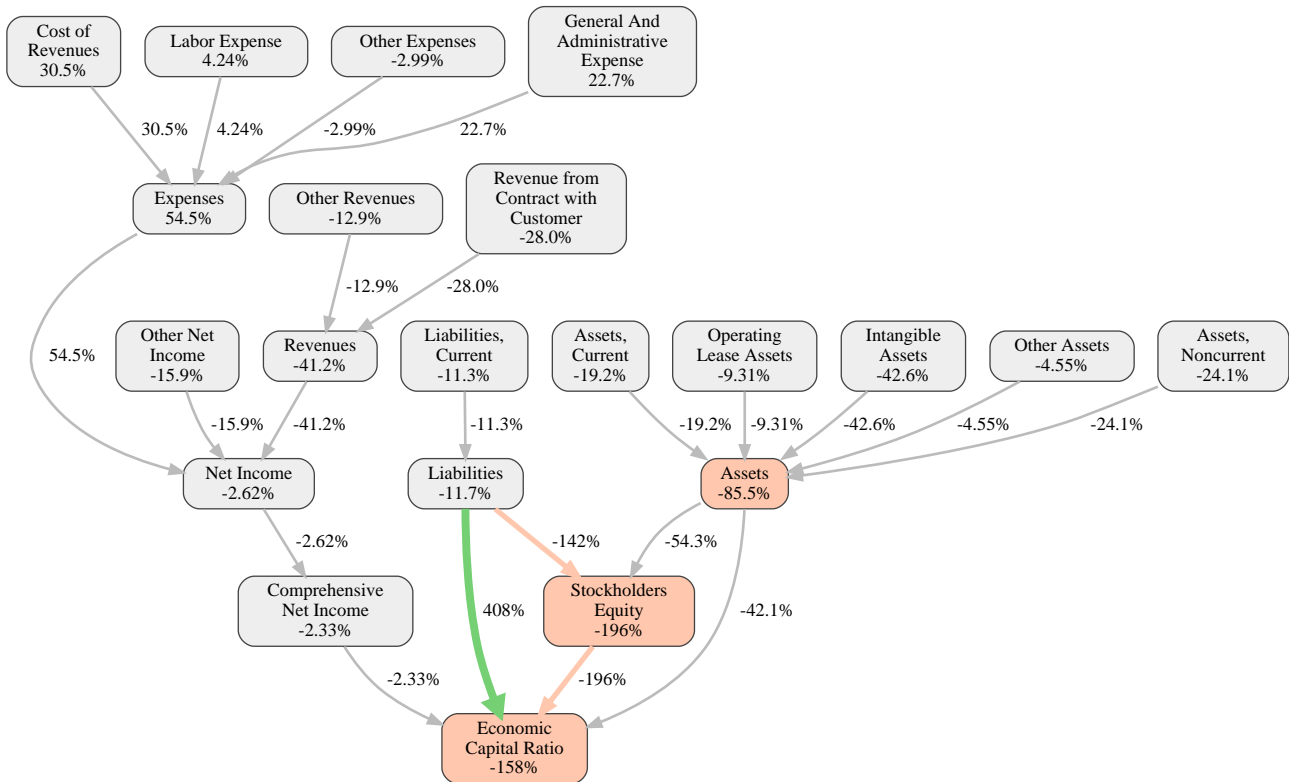 Cost of
Revenues
30.5%
Labor Expense
4.24%
Other Expenses
-2.99%
General And
Administrative
Expense
22.7%
30.5%
4.24%
-2.99%
22.7%
Expenses
54.5%
Other Revenues
-12.9%
Revenue from
Contract with
Customer
-28.0%
-12.9%
-28.0%
54.5%
Other Net
Income
-15.9%
Revenues
-41.2%
Liabilities,
Current
-11.3%
Assets,
Current
-19.2%
Operating
Lease Assets
-9.31%
Intangible
Assets
-42.6%
Other Assets
-4.55%
Assets,
Noncurrent
-24.1%
-15.9%
-41.2%
-11.3%
-19.2%
-9.31%
-42.6%
-4.55%
-24.1%
Net Income
-2.62%
Liabilities
-11.7%
Assets
-85.5%
-2.62%
-142%
-54.3%
Comprehensive
Net Income
-2.33%
408%
Stockholders
Equity
-196%
-42.1%
-2.33%
-196%
Economic
Capital Ratio
-158%